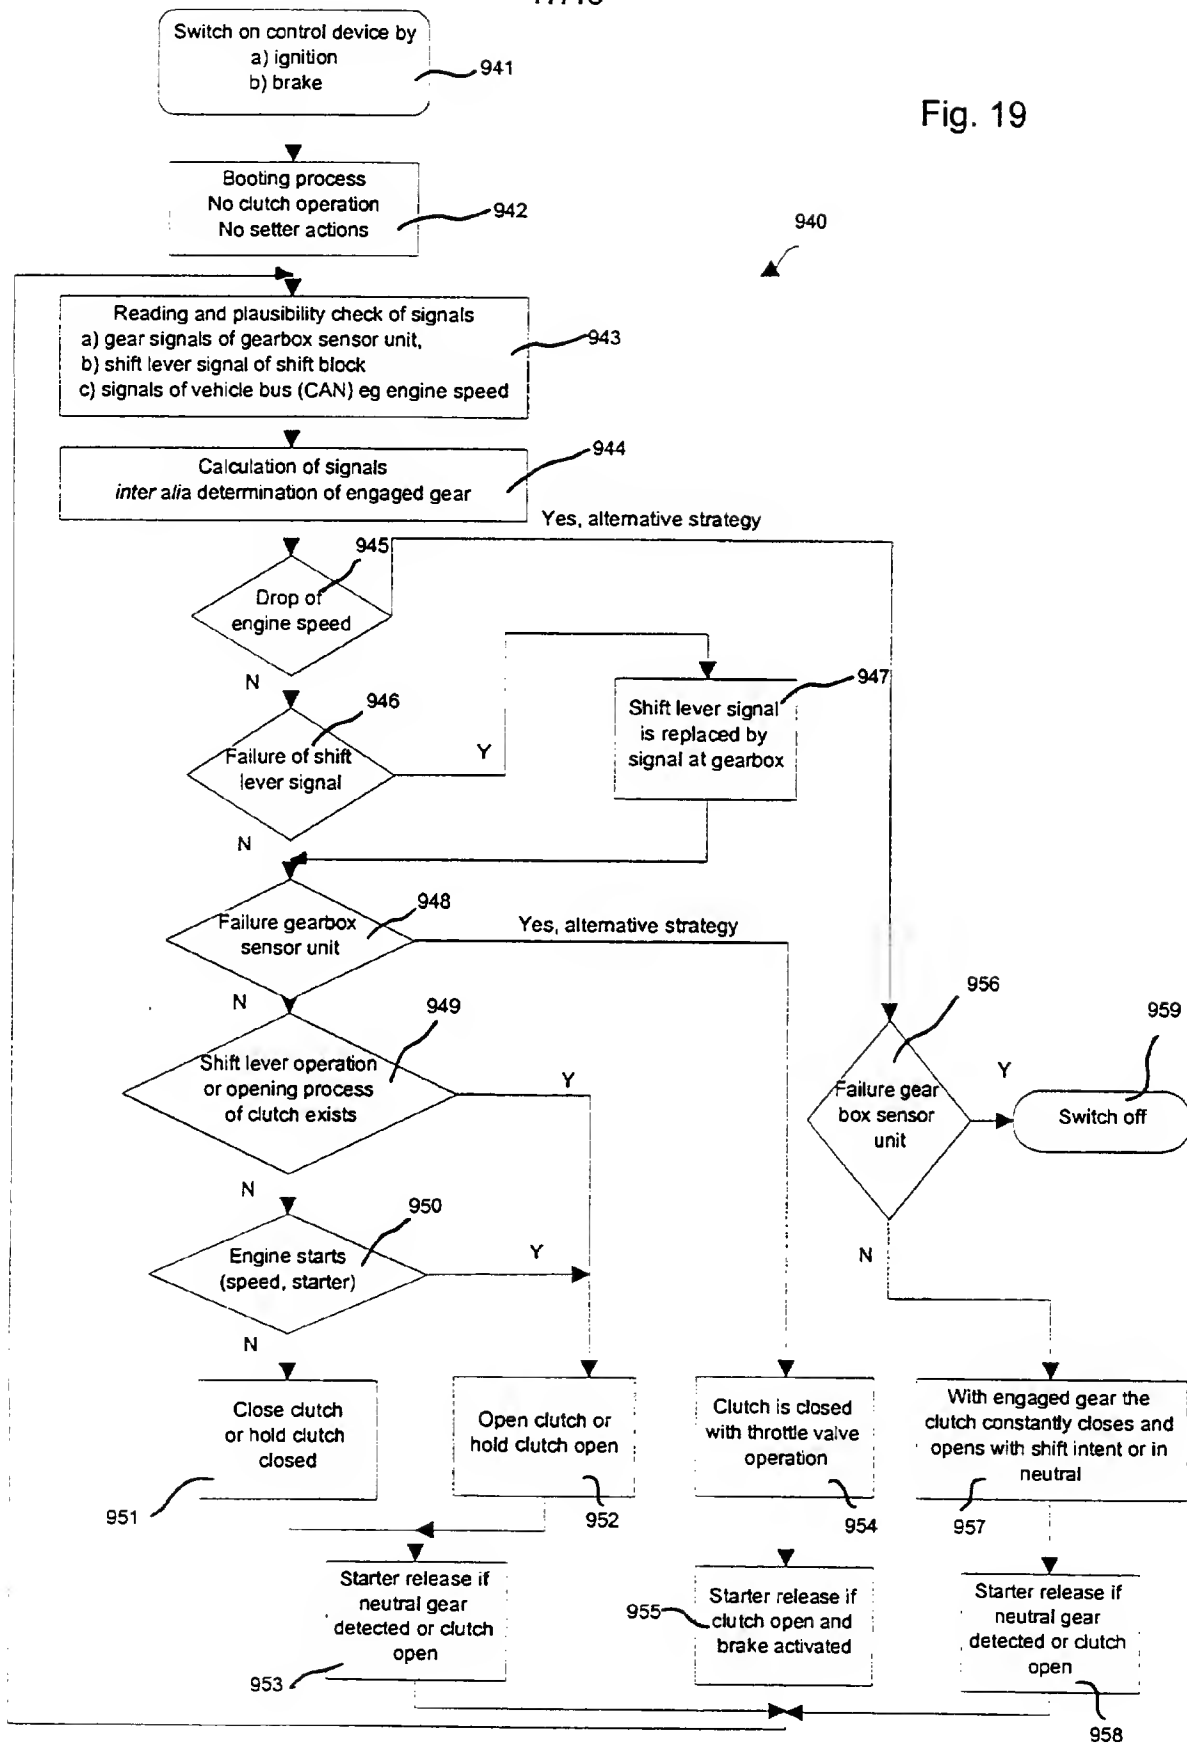 Switch on control device by
a) ignition
b) brake
941
Fig. 19
Booting process
No clutch operation
No setter actions
942
940
Reading and plausibility check of signals
a) gear signals of gearbox sensor unit,
b) shift lever signal of shift block
c) signals of vehicle bus (CAN) eg engine speed
943
Calculation of signals
inter alia determination of engaged gear
944
Yes, alternative strategy
945
Drop of
engine speed
N
946
Failure of shift
lever signal
Y
947
Shift lever signal
is replaced by
signal at gearbox
N
948
Failure gearbox
sensor unit
Yes, alternative strategy
N
949
Shift lever operation
or opening process
of clutch exists
Y
956
Failure gear
box sensor
unit
Y
959
Switch off
N
950
Engine starts
(speed, starter)
Y
N
N
Close clutch
or hold clutch
closed
951
Open clutch or
hold clutch open
952
Clutch is closed
with throttle valve
operation
954
With engaged gear the
clutch constantly closes and
opens with shift intent or in
neutral
957
Starter release if
neutral gear
detected or clutch
open
953
955
Starter release if
clutch open and
brake activated
Starter release if
neutral gear
detected or clutch
open
958